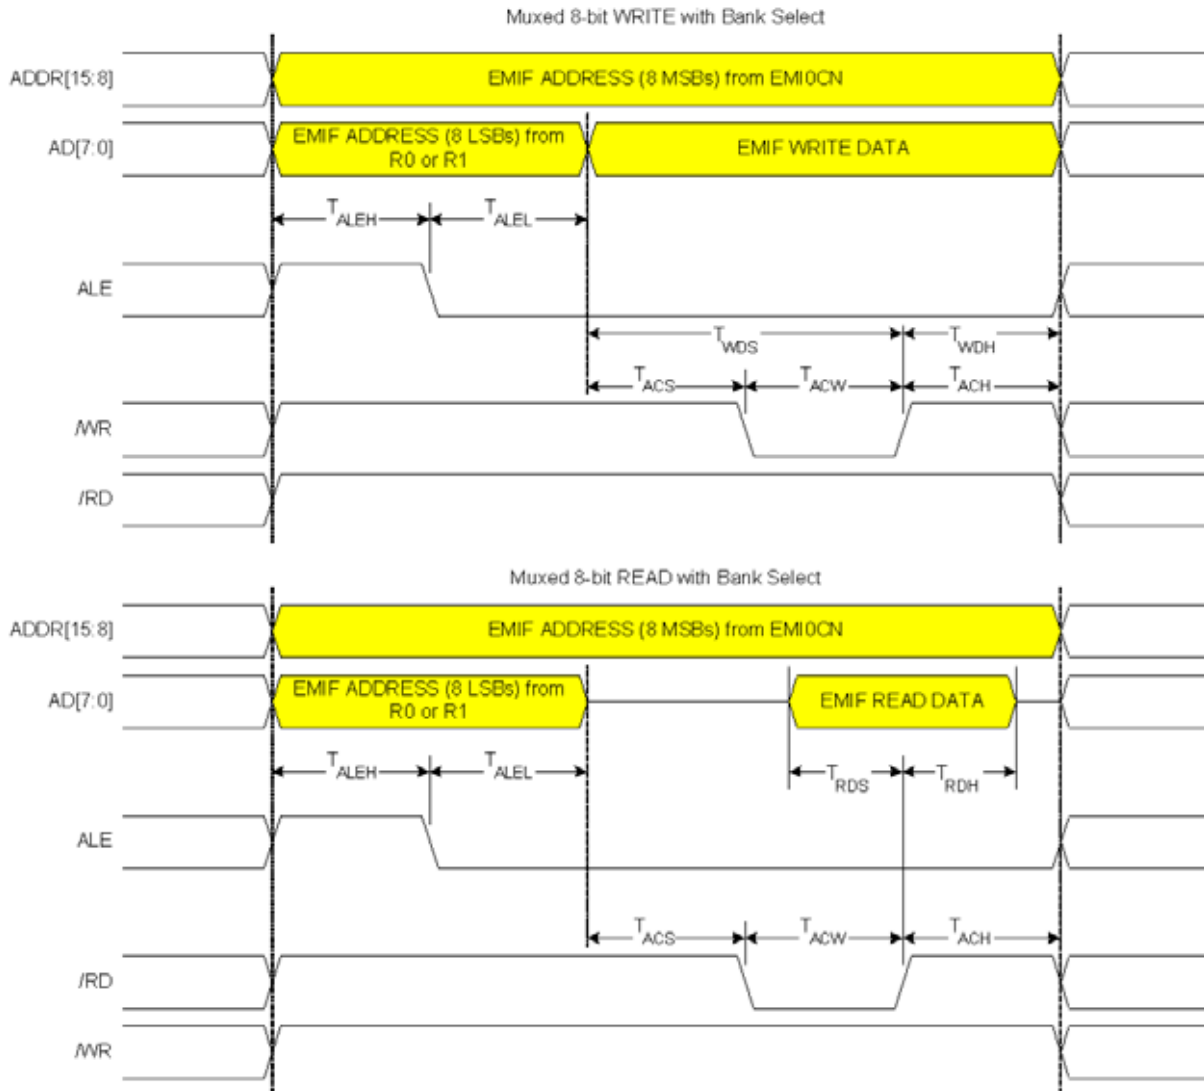 Muxed 8-bit WRITE with Bank Select
ADDR[15:8]
EMIF ADDRESS (8 MSBs) from EMI0CN
AD[7:0]
EMIF ADDRESS (8 LSBs) from
R0 or R1
EMIF WRITE DATA
TALEH
TALEL
ALE
TWDS
TWDH
TACS
TACW
TACH
/WR
/RD
Muxed 8-bit READ with Bank Select
ADDR[15:8]
EMIF ADDRESS (8 MSBs) from EMI0CN
AD[7:0]
EMIF ADDRESS (8 LSBs) from
R0 or R1
EMIF READ DATA
TALEH
TALEL
TRDS
TRDH
ALE
TACS
TACW
TACH
/RD
/WR